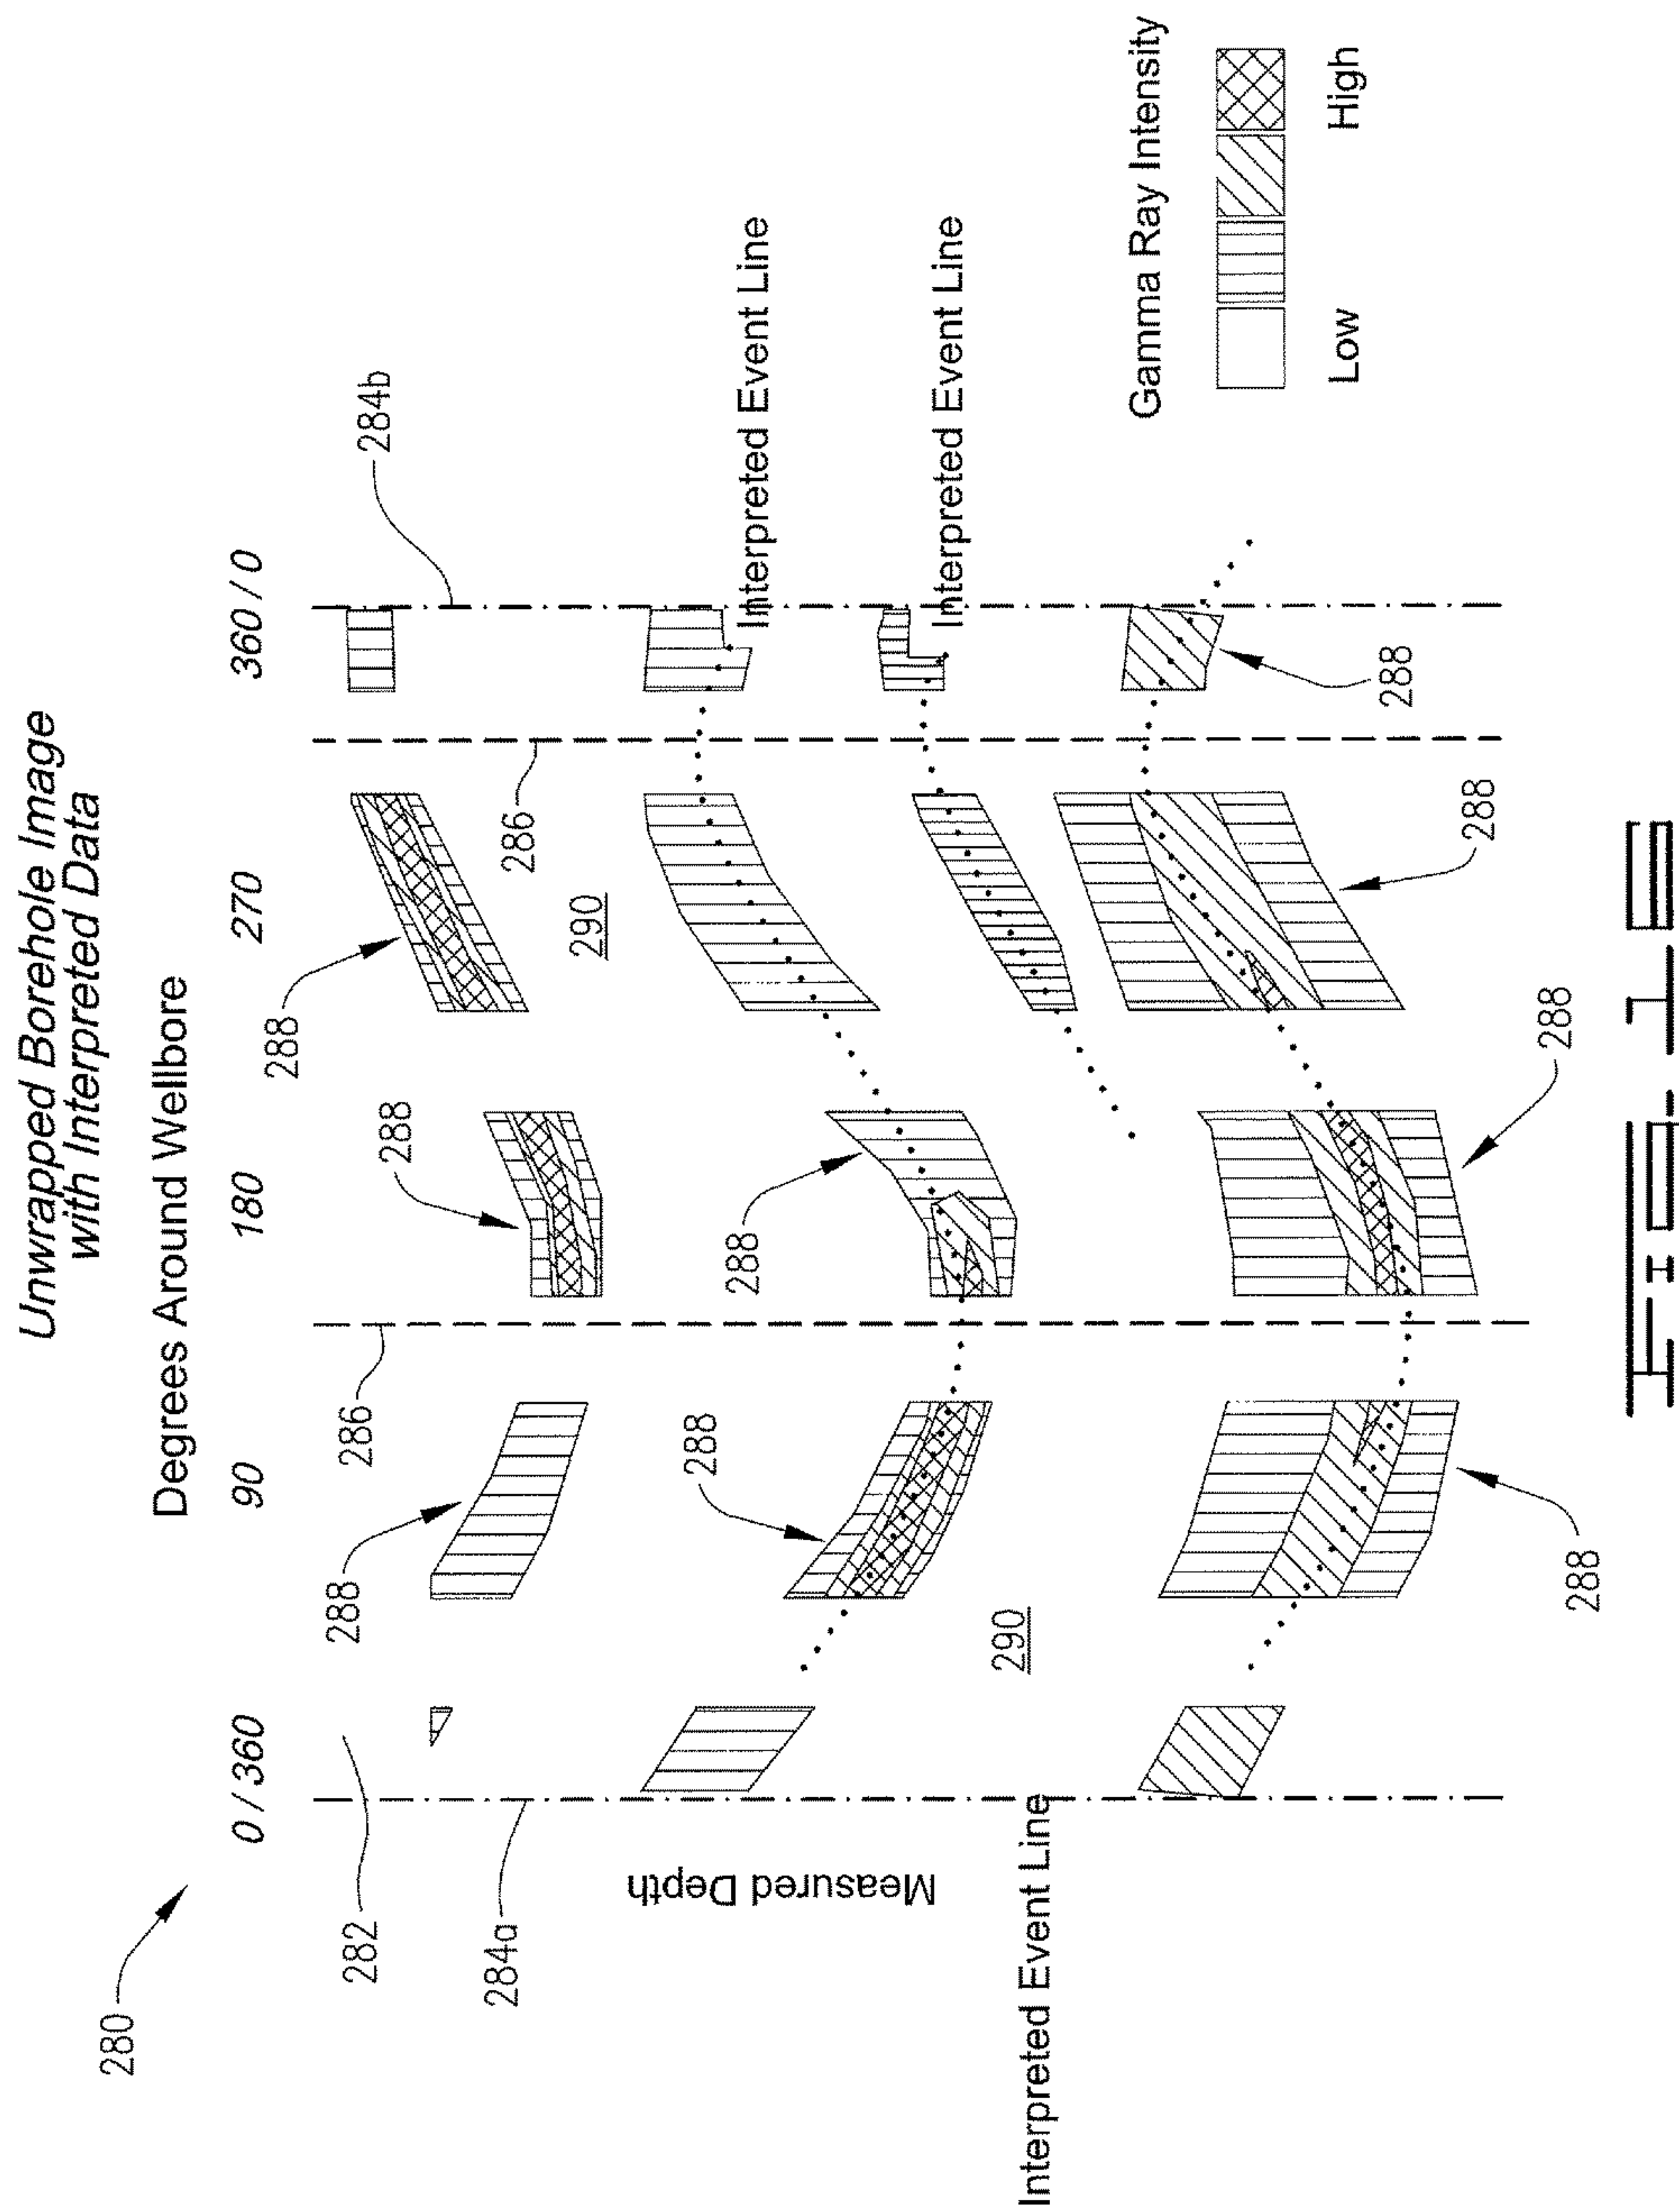 Unwrapped Borehole Image
with Interpreted Data
280
Degrees Around Wellbore
0 / 360
90
180
270
360 / 0
282
284a
288
286
288
288
286
284b
290
288
288
290
Measured Depth
Interpreted Event Line
Interpreted Event Line
Interpreted Event Line
288
288
288
288
Gamma Ray Intensity
Low
High